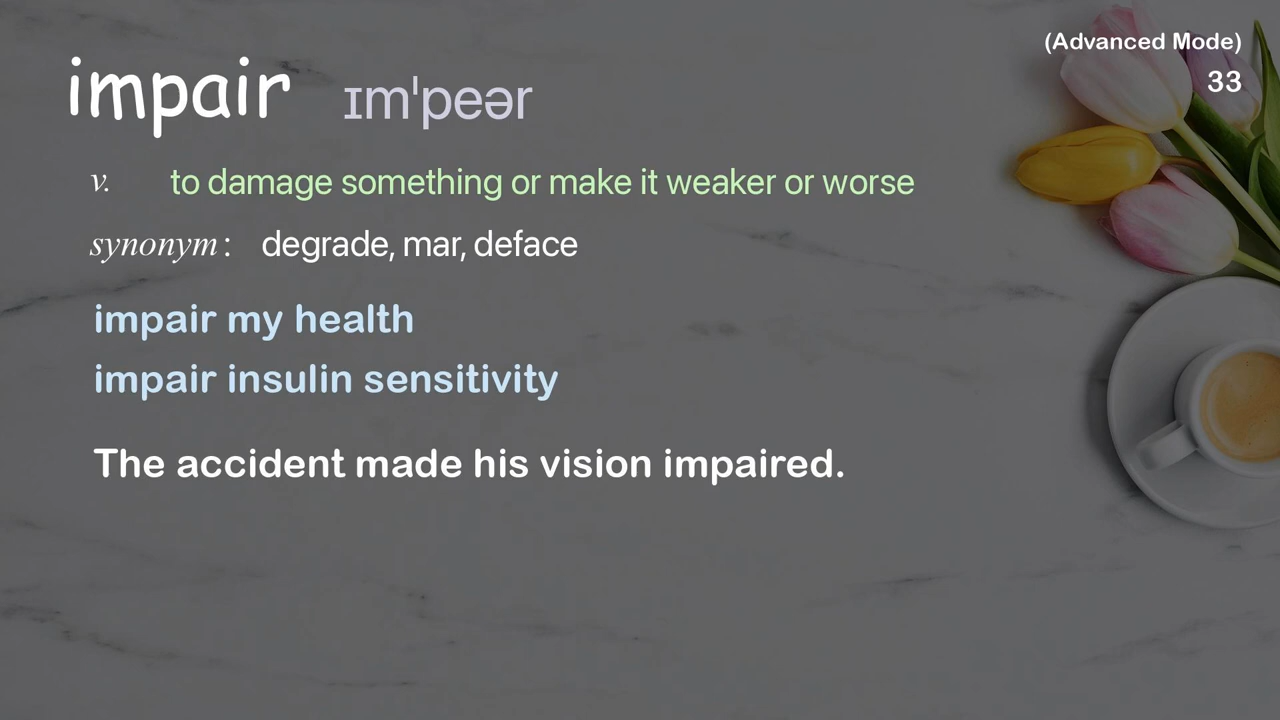 (Advanced Mode)
33
impair ɪmˈpeər
v. to damage something or make it weaker or worse
synonym: degrade, mar, deface
impair my health
impair insulin sensitivity
The accident made his vision impaired.